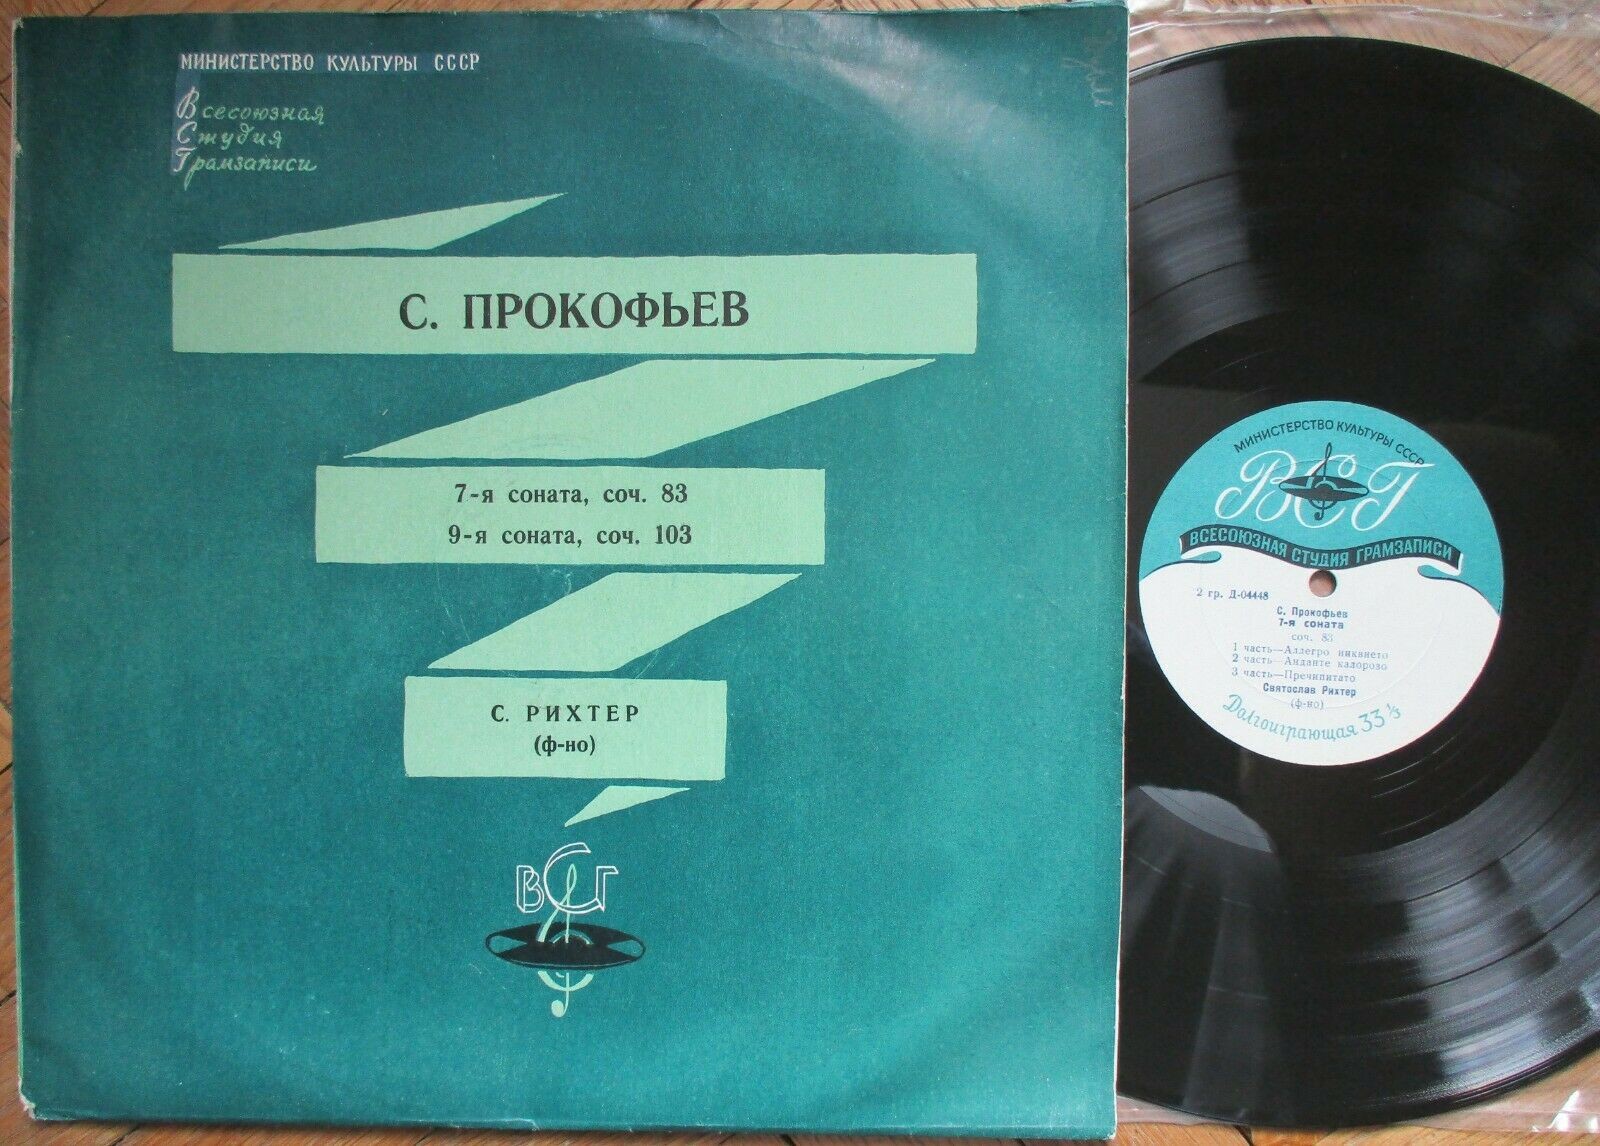 МИНИСТЕРСТВО КУЛЬТУРЫ СССР
Всесоюзная
Студия
Грамзаписи
С. ПРОКОФЬЕВ
7-я соната, соч. 83
9-я соната, соч. 103
С. РИХТЕР
(ф-но)
ВСГ
МИНИСТЕРСТВО КУЛЬТУРЫ СССР
ВСГ
ВСЕСОЮЗНАЯ СТУДИЯ ГРАМЗАПИСИ
2 гр. Д-04448
С. Прокофьев
7-я соната
соч. 83
1 часть—Аллегро инквието
2 часть—Анданте калорозо
3 часть—Пречипитато
Святослав Рихтер
(ф-но)
Долгоиграющая 33⅓